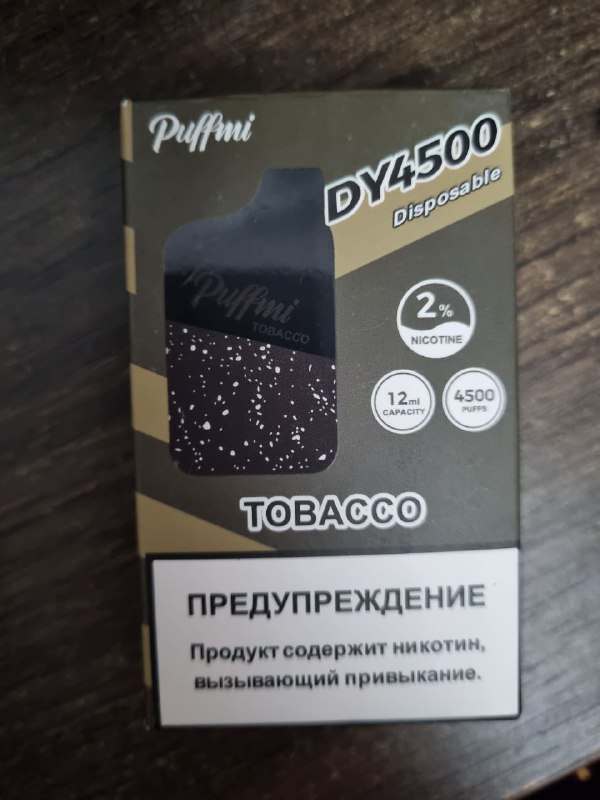 Puffmi
DY4500
Disposable
Puffmi
TOBACCO
2%
NICOTINE
12ml
CAPACITY
4500
PUFFS
TOBACCO
ПРЕДУПРЕЖДЕНИЕ
Продукт содержит никотин,
вызывающий привыкание.